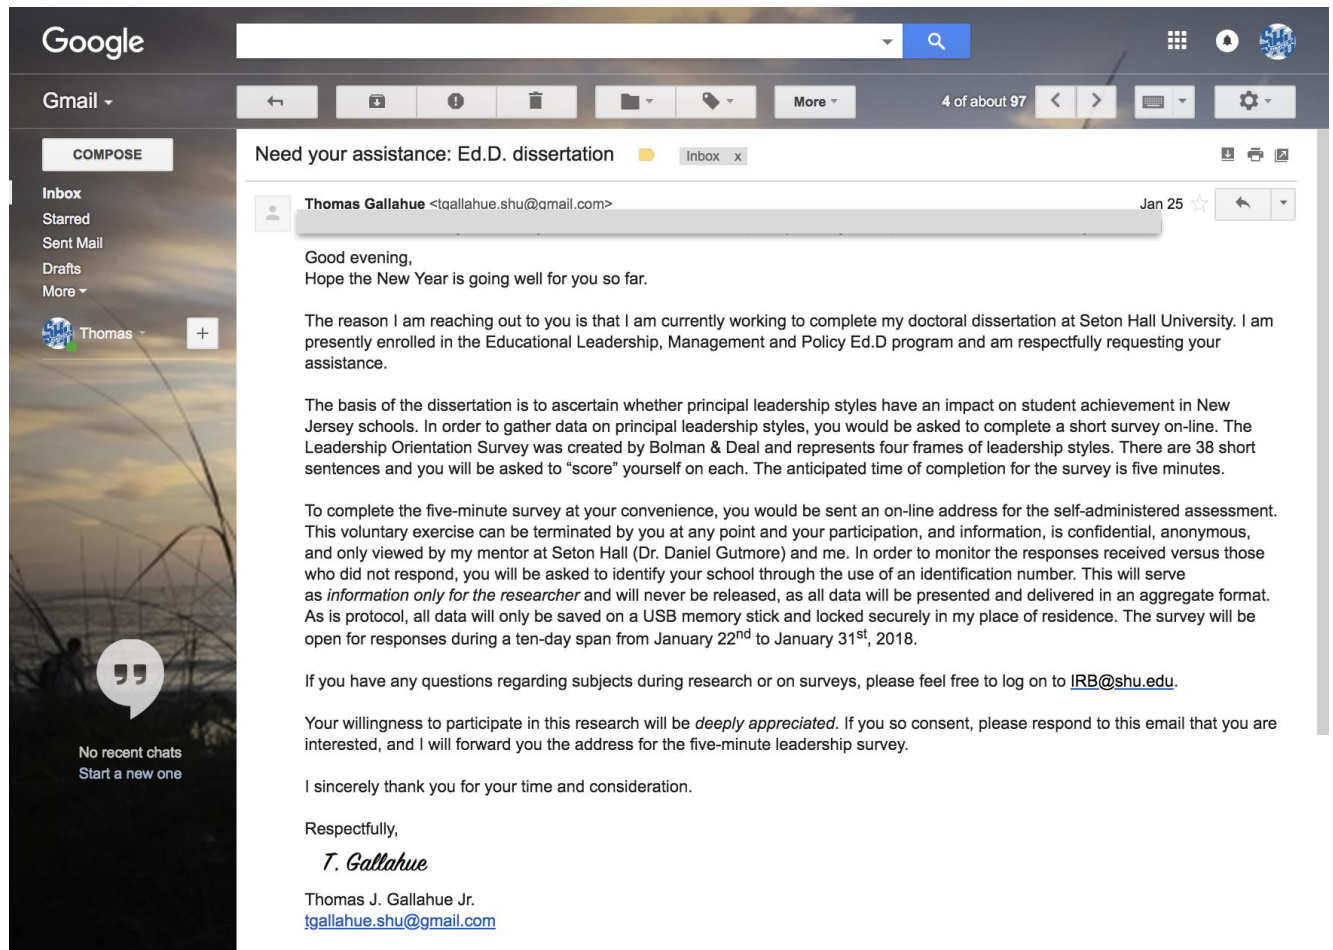 Google
Gmail
More
4 of about 97
COMPOSE
Need your assistance: Ed.D. dissertation
Inbox x
Inbox
Starred
Sent Mail
Drafts
More
Thomas
+
Thomas Gallahue <tgallahue.shu@gmail.com>
Jan 25
Good evening,
Hope the New Year is going well for you so far.
The reason I am reaching out to you is that I am currently working to complete my doctoral dissertation at Seton Hall University. I am
presently enrolled in the Educational Leadership, Management and Policy Ed.D program and am respectfully requesting your
assistance.
The basis of the dissertation is to ascertain whether principal leadership styles have an impact on student achievement in New
Jersey schools. In order to gather data on principal leadership styles, you would be asked to complete a short survey on-line. The
Leadership Orientation Survey was created by Bolman & Deal and represents four frames of leadership styles. There are 38 short
sentences and you will be asked to “score” yourself on each. The anticipated time of completion for the survey is five minutes.
To complete the five-minute survey at your convenience, you would be sent an on-line address for the self-administered assessment.
This voluntary exercise can be terminated by you at any point and your participation, and information, is confidential, anonymous,
and only viewed by my mentor at Seton Hall (Dr. Daniel Gutmore) and me. In order to monitor the responses received versus those
who did not respond, you will be asked to identify your school through the use of an identification number. This will serve
as information only for the researcher and will never be released, as all data will be presented and delivered in an aggregate format.
As is protocol, all data will only be saved on a USB memory stick and locked securely in my place of residence. The survey will be
open for responses during a ten-day span from January 22nd to January 31st, 2018.
If you have any questions regarding subjects during research or on surveys, please feel free to log on to IRB@shu.edu.
Your willingness to participate in this research will be deeply appreciated. If you so consent, please respond to this email that you are
interested, and I will forward you the address for the five-minute leadership survey.
I sincerely thank you for your time and consideration.
Respectfully,
T. Gallahue
Thomas J. Gallahue Jr.
tgallahue.shu@gmail.com
No recent chats
Start a new one